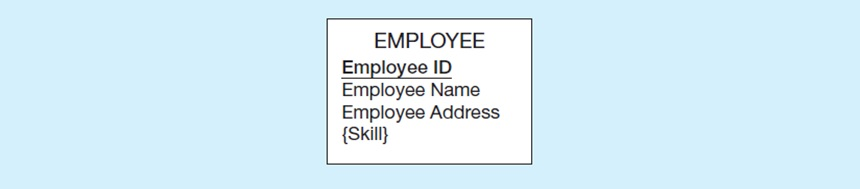 EMPLOYEE
Employee ID
Employee Name
Employee Address
{Skill}